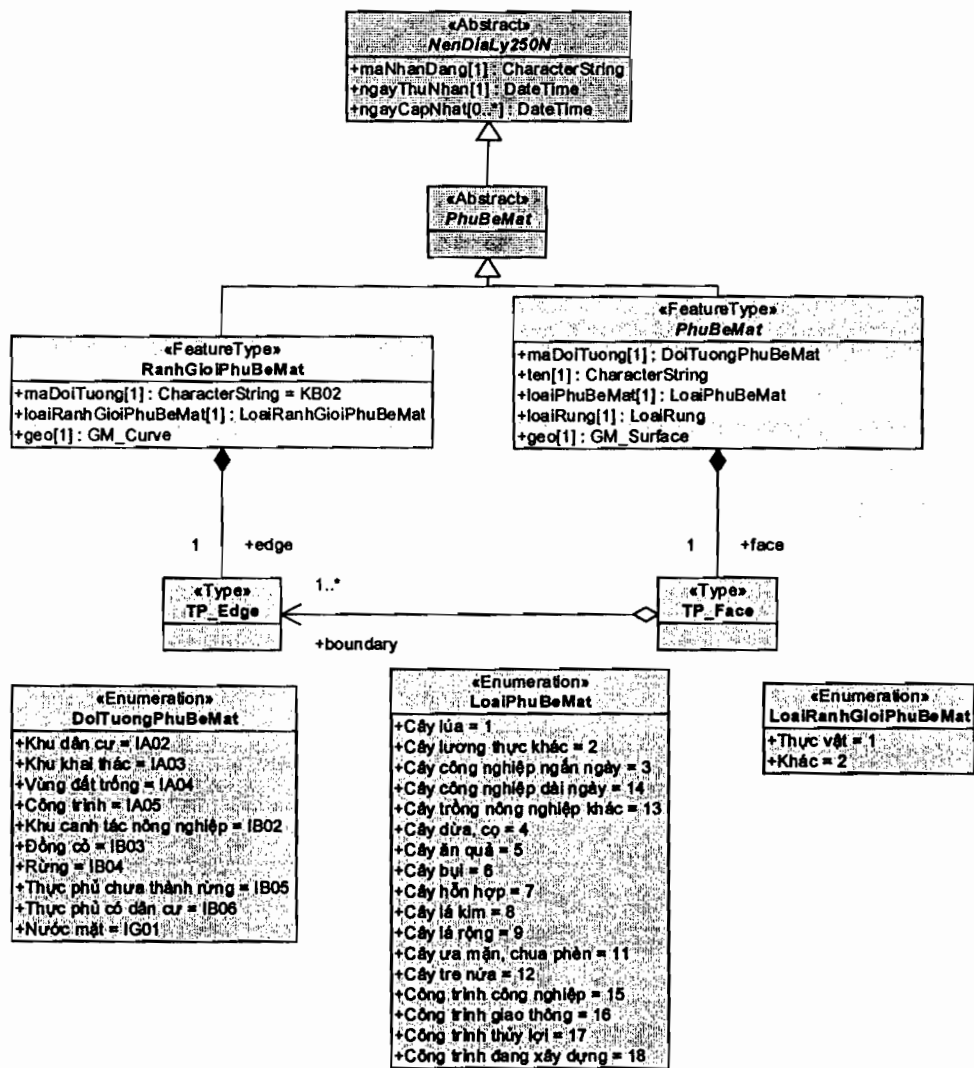 «Abstract»
NenDiaLy250N
+maNhanDang[1] : CharacterString
+ngayThuNhan[1] : DateTime
+ngayCapNhat[0..*] : DateTime
«Abstract»
PhuBeMat
«FeatureType»
RanhGioiPhuBeMat
+maDoiTuong[1] : CharacterString = KB02
+loaiRanhGioiPhuBeMat[1] : LoaiRanhGioiPhuBeMat
+geo[1] : GM_Curve
«FeatureType»
PhuBeMat
+maDoiTuong[1] : DoiTuongPhuBeMat
+ten[1] : CharacterString
+loaiPhuBeMat[1] : LoaiPhuBeMat
+loaiRung[1] : LoaiRung
+geo[1] : GM_Surface
1 +edge
1 +face
«Type»
TP_Edge
1..*
+boundary
«Type»
TP_Face
«Enumeration»
DoiTuongPhuBeMat
+Khu dân cư = IA02
+Khu khai thác = IA03
+Vùng đất trống = IA04
+Công trình = IA05
+Khu canh tác nông nghiệp = IB02
+Đồng cỏ = IB03
+Rừng = IB04
+Thực phủ chưa thành rừng = IB05
+Thực phủ có dân cư = IB06
+Nước mặt = IG01
«Enumeration»
LoaiPhuBeMat
+Cây lúa = 1
+Cây lương thực khác = 2
+Cây công nghiệp ngắn ngày = 3
+Cây công nghiệp dài ngày = 14
+Cây trồng nông nghiệp khác = 13
+Cây dừa, cọ = 4
+Cây ăn quả = 5
+Cây bụi = 6
+Cây hỗn hợp = 7
+Cây lá kim = 8
+Cây lá rộng = 9
+Cây ưa mặn, chua phèn = 11
+Cây tre nứa = 12
+Công trình công nghiệp = 15
+Công trình giao thông = 16
+Công trình thủy lợi = 17
+Công trình đang xây dựng = 18
«Enumeration»
LoaiRanhGioiPhuBeMat
+Thực vật = 1
+Khác = 2